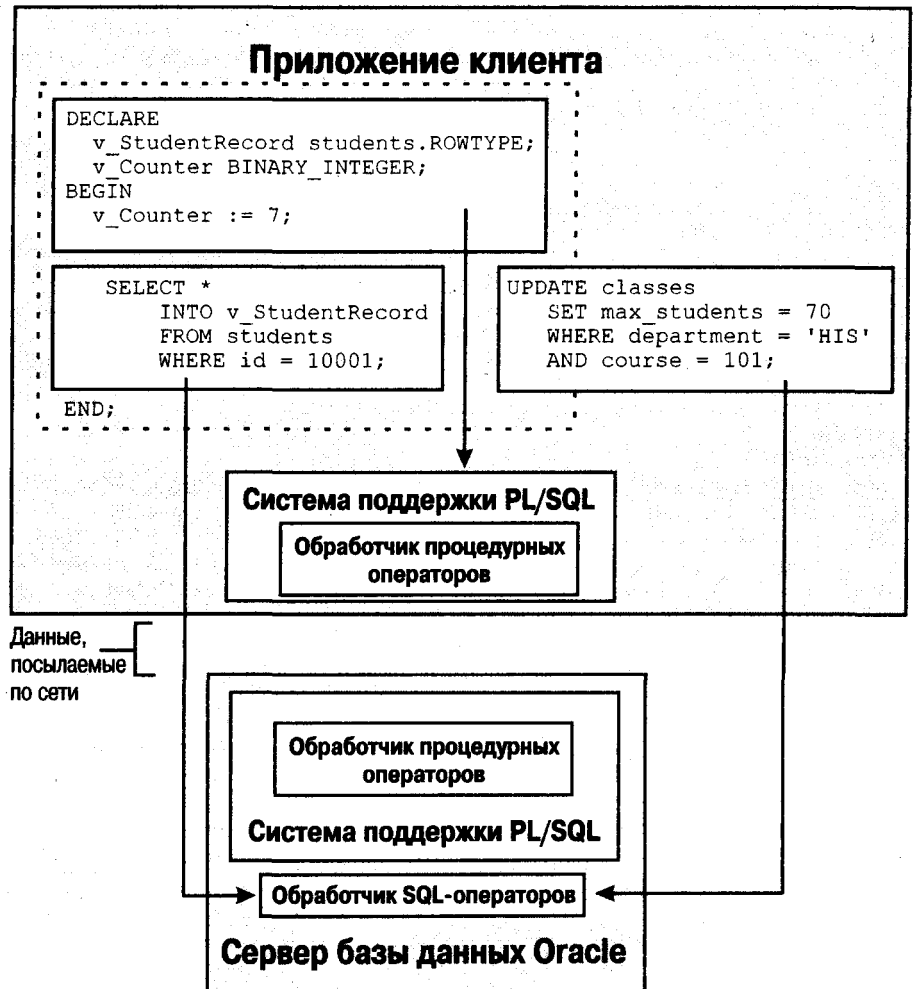 Приложение клиента
DECLARE
v_StudentRecord students.ROWTYPE;
v_Counter BINARY_INTEGER;
BEGIN
v_Counter := 7;
SELECT *
INTO v_StudentRecord
FROM students
WHERE id = 10001;
UPDATE classes
SET max_students = 70
WHERE department = 'HIS'
AND course = 101;
END;
Система поддержки PL/SQL
Обработчик процедурных
операторов
Данные,
посылаемые
по сети
Обработчик процедурных
операторов
Система поддержки PL/SQL
Обработчик SQL-операторов
Сервер базы данных Oracle